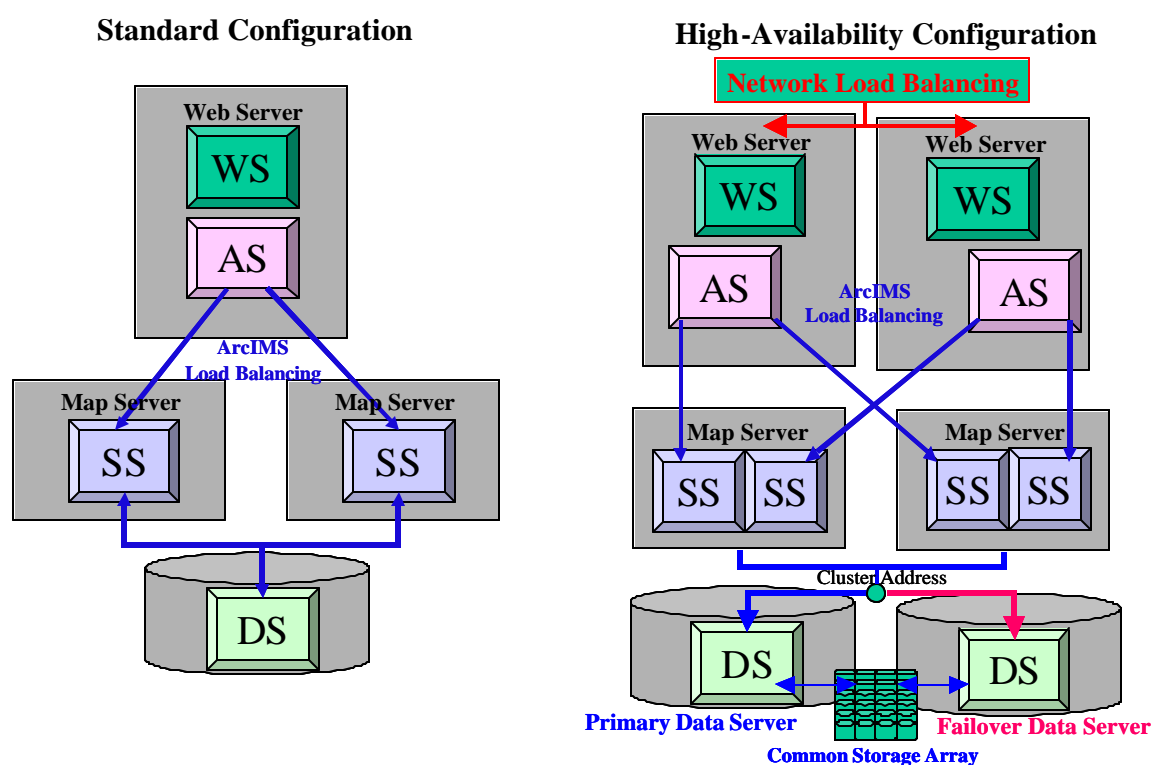 Standard Configuration
Web Server
WS
AS
ArcIMS
Load Balancing
Map Server
SS
Map Server
SS
DS
High-Availability Configuration
Network Load Balancing
Web Server
WS
AS
Web Server
WS
AS
ArcIMS
Load Balancing
Map Server
SS SS
Map Server
SS SS
Cluster Address
DS
DS
Primary Data Server
Failover Data Server
Common Storage Array